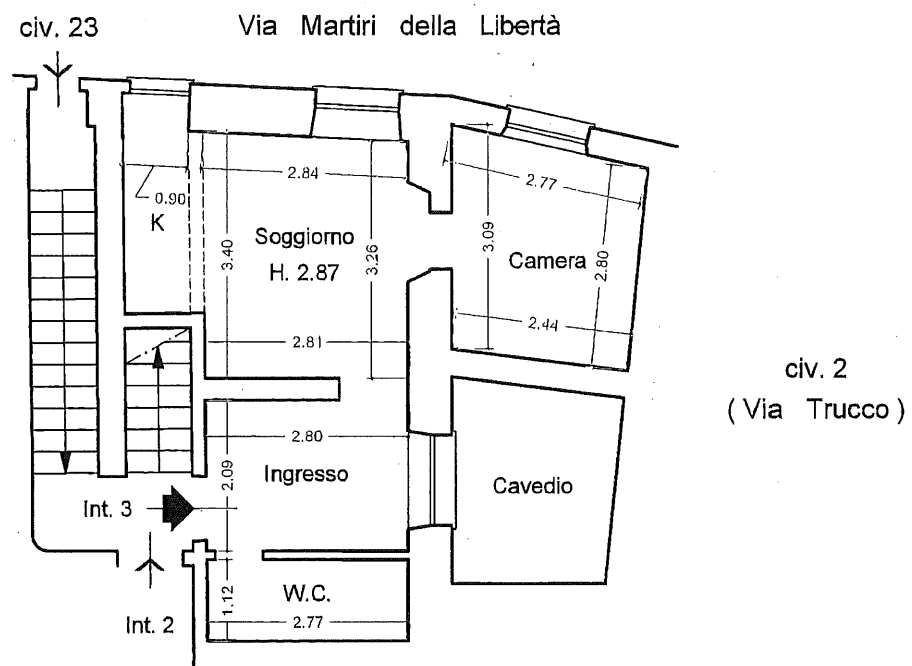 civ. 23
Via Martiri della Libertà
2.84
2.77
0.90
K
3.40
Soggiorno
H. 2.87
3.26
3.09
Camera
2.80
2.44
2.81
civ. 2
( Via Trucco )
2.80
2.09
Ingresso
Cavedio
Int. 3
1.12
W.C.
Int. 2
2.77